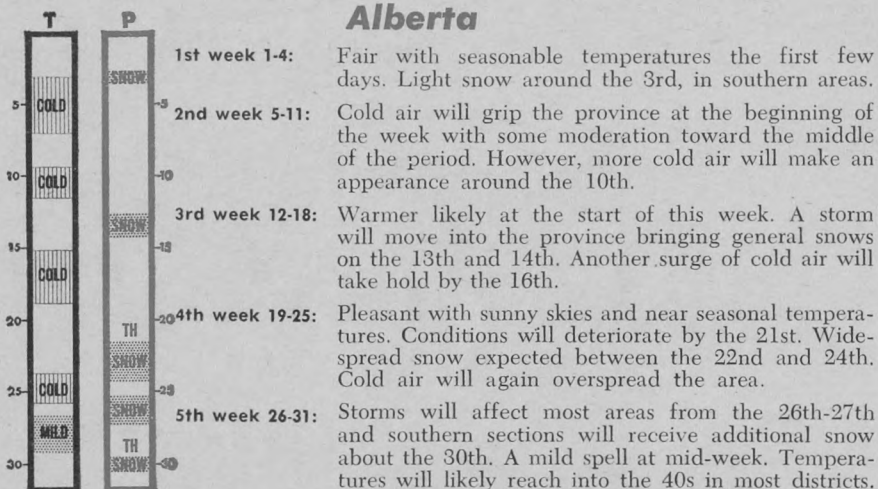 T P Alberta
SNOW
5- COLD -5
10- COLD -10
SNOW
15- -15
COLD
20- TH -20
SNOW
25- COLD -25
SNOW
MILD
TH
30- SNOW -30
1st week 1-4: Fair with seasonable temperatures the first few
days. Light snow around the 3rd, in southern areas.
2nd week 5-11: Cold air will grip the province at the beginning of
the week with some moderation toward the middle
of the period. However, more cold air will make an
appearance around the 10th.
3rd week 12-18: Warmer likely at the start of this week. A storm
will move into the province bringing general snows
on the 13th and 14th. Another surge of cold air will
take hold by the 16th.
4th week 19-25: Pleasant with sunny skies and near seasonal tempera-
tures. Conditions will deteriorate by the 21st. Wide-
spread snow expected between the 22nd and 24th.
Cold air will again overspread the area.
5th week 26-31: Storms will affect most areas from the 26th-27th
and southern sections will receive additional snow
about the 30th. A mild spell at mid-week. Tempera-
tures will likely reach into the 40s in most districts.